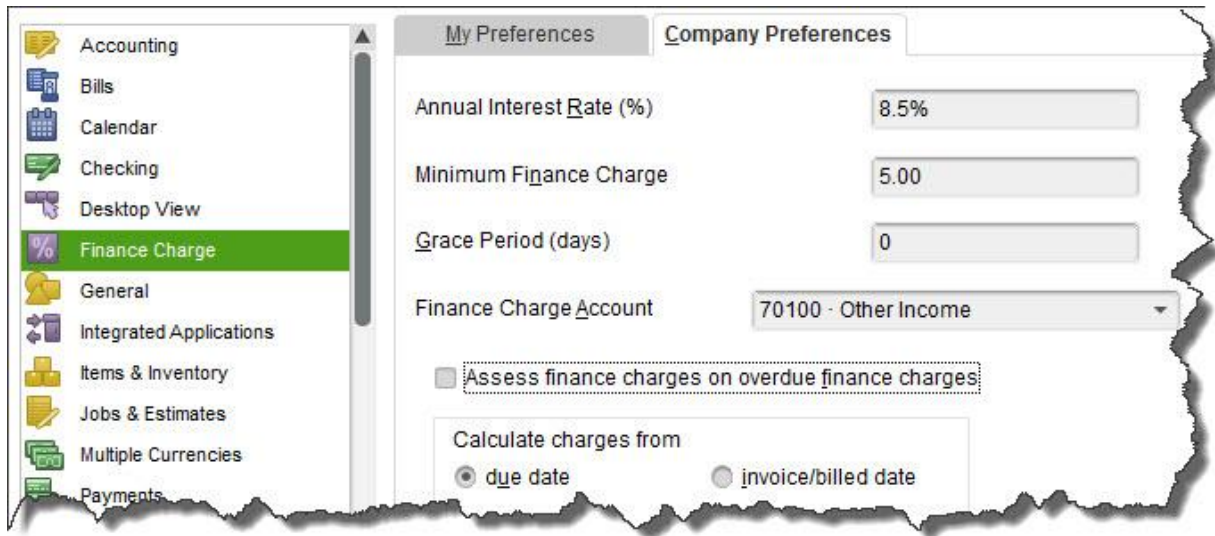 My Preferences
Company Preferences
Accounting
Bills
Calendar
Checking
Desktop View
Finance Charge
General
Integrated Applications
Items & Inventory
Jobs & Estimates
Multiple Currencies
Payments
Annual Interest Rate (%)
8.5%
Minimum Finance Charge
5.00
Grace Period (days)
0
Finance Charge Account
70100 · Other Income
Assess finance charges on overdue finance charges
Calculate charges from
due date
invoice/billed date